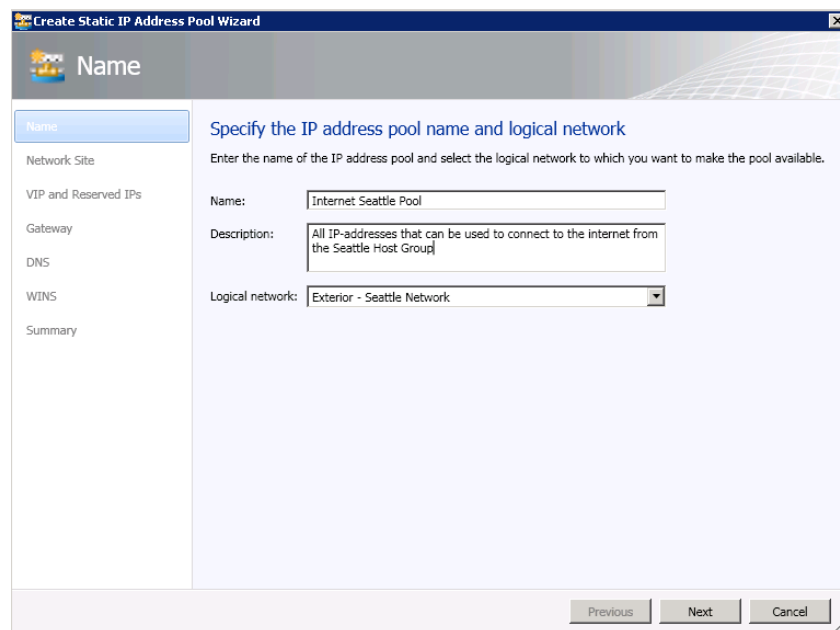 Create Static IP Address Pool Wizard
Name
Name
Network Site
VIP and Reserved IPs
Gateway
DNS
WINS
Summary
Specify the IP address pool name and logical network
Enter the name of the IP address pool and select the logical network to which you want to make the pool available.
Name: Internet Seattle Pool
Description: All IP-addresses that can be used to connect to the internet from
the Seattle Host Group
Logical network: Exterior - Seattle Network
Previous Next Cancel